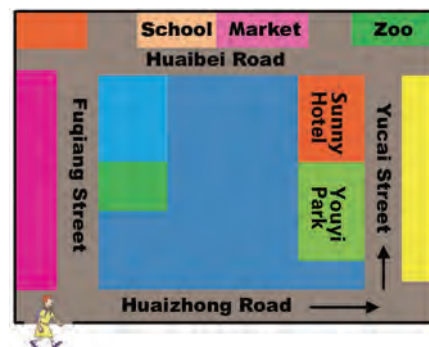 School
Market
Zoo
Huaibei Road
Fuqiang Street
Sunny
Hotel
Youyi
Park
Yucai Street
Huaizhong Road